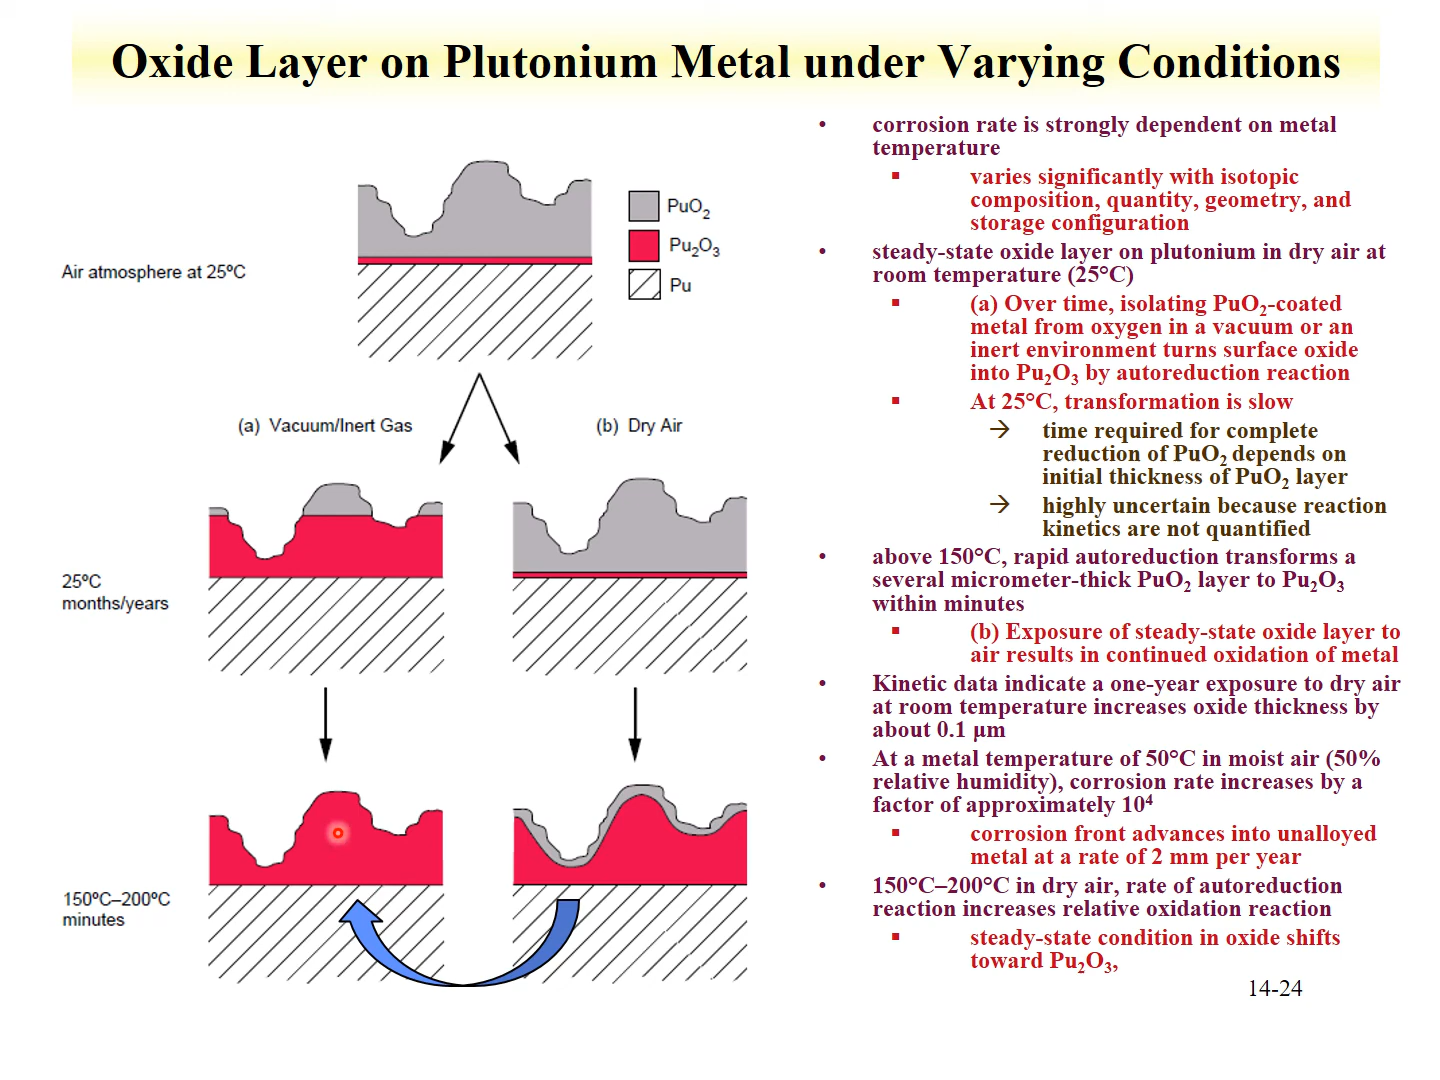 Oxide Layer on Plutonium Metal under Varying Conditions
Air atmosphere at 25ºC
PuO₂
Pu₂O₃
Pu
(a) Vacuum/Inert Gas
(b) Dry Air
25ºC
months/years
150ºC–200ºC
minutes
• corrosion rate is strongly dependent on metal
temperature
▪ varies significantly with isotopic
composition, quantity, geometry, and
storage configuration
• steady-state oxide layer on plutonium in dry air at
room temperature (25°C)
▪ (a) Over time, isolating PuO₂-coated
metal from oxygen in a vacuum or an
inert environment turns surface oxide
into Pu₂O₃ by autoreduction reaction
▪ At 25°C, transformation is slow
→ time required for complete
reduction of PuO₂ depends on
initial thickness of PuO₂ layer
→ highly uncertain because reaction
kinetics are not quantified
• above 150°C, rapid autoreduction transforms a
several micrometer-thick PuO₂ layer to Pu₂O₃
within minutes
▪ (b) Exposure of steady-state oxide layer to
air results in continued oxidation of metal
• Kinetic data indicate a one-year exposure to dry air
at room temperature increases oxide thickness by
about 0.1 μm
• At a metal temperature of 50°C in moist air (50%
relative humidity), corrosion rate increases by a
factor of approximately 10⁴
▪ corrosion front advances into unalloyed
metal at a rate of 2 mm per year
• 150°C–200°C in dry air, rate of autoreduction
reaction increases relative oxidation reaction
▪ steady-state condition in oxide shifts
toward Pu₂O₃,
14-24